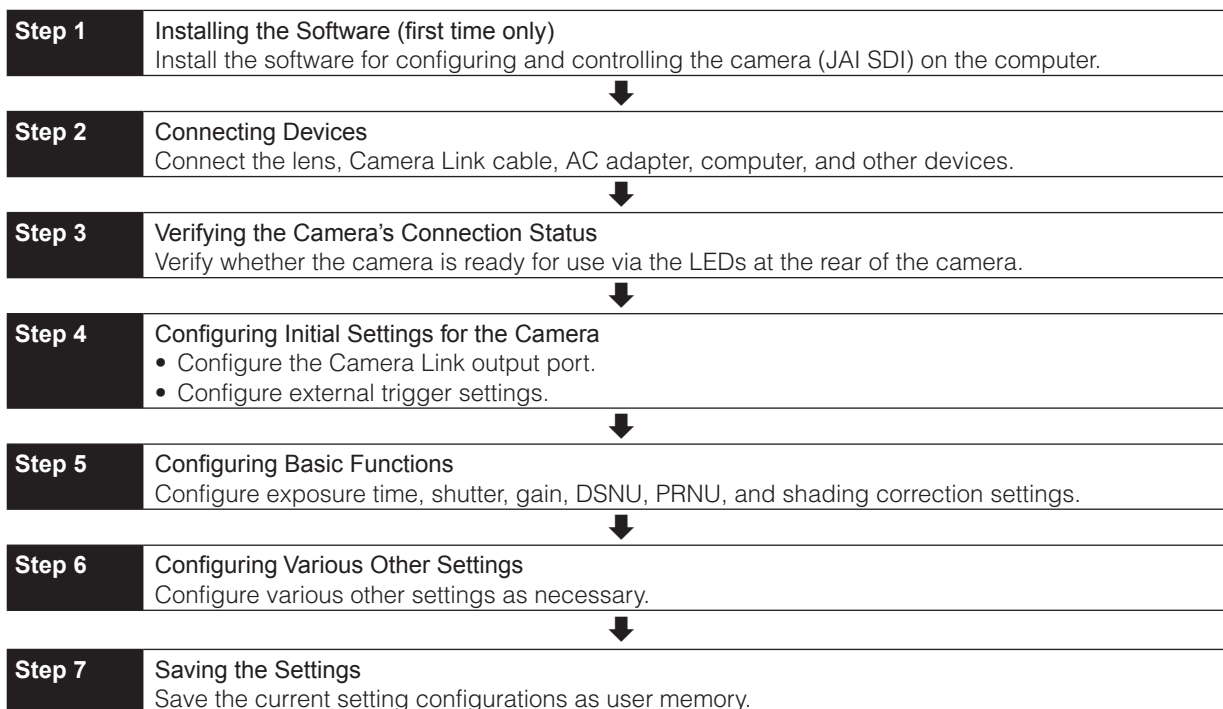 Step 1
Installing the Software (first time only)
Install the software for configuring and controlling the camera (JAI SDI) on the computer.
Step 2
Connecting Devices
Connect the lens, Camera Link cable, AC adapter, computer, and other devices.
Step 3
Verifying the Camera's Connection Status
Verify whether the camera is ready for use via the LEDs at the rear of the camera.
Step 4
Configuring Initial Settings for the Camera
• Configure the Camera Link output port.
• Configure external trigger settings.
Step 5
Configuring Basic Functions
Configure exposure time, shutter, gain, DSNU, PRNU, and shading correction settings.
Step 6
Configuring Various Other Settings
Configure various other settings as necessary.
Step 7
Saving the Settings
Save the current setting configurations as user memory.